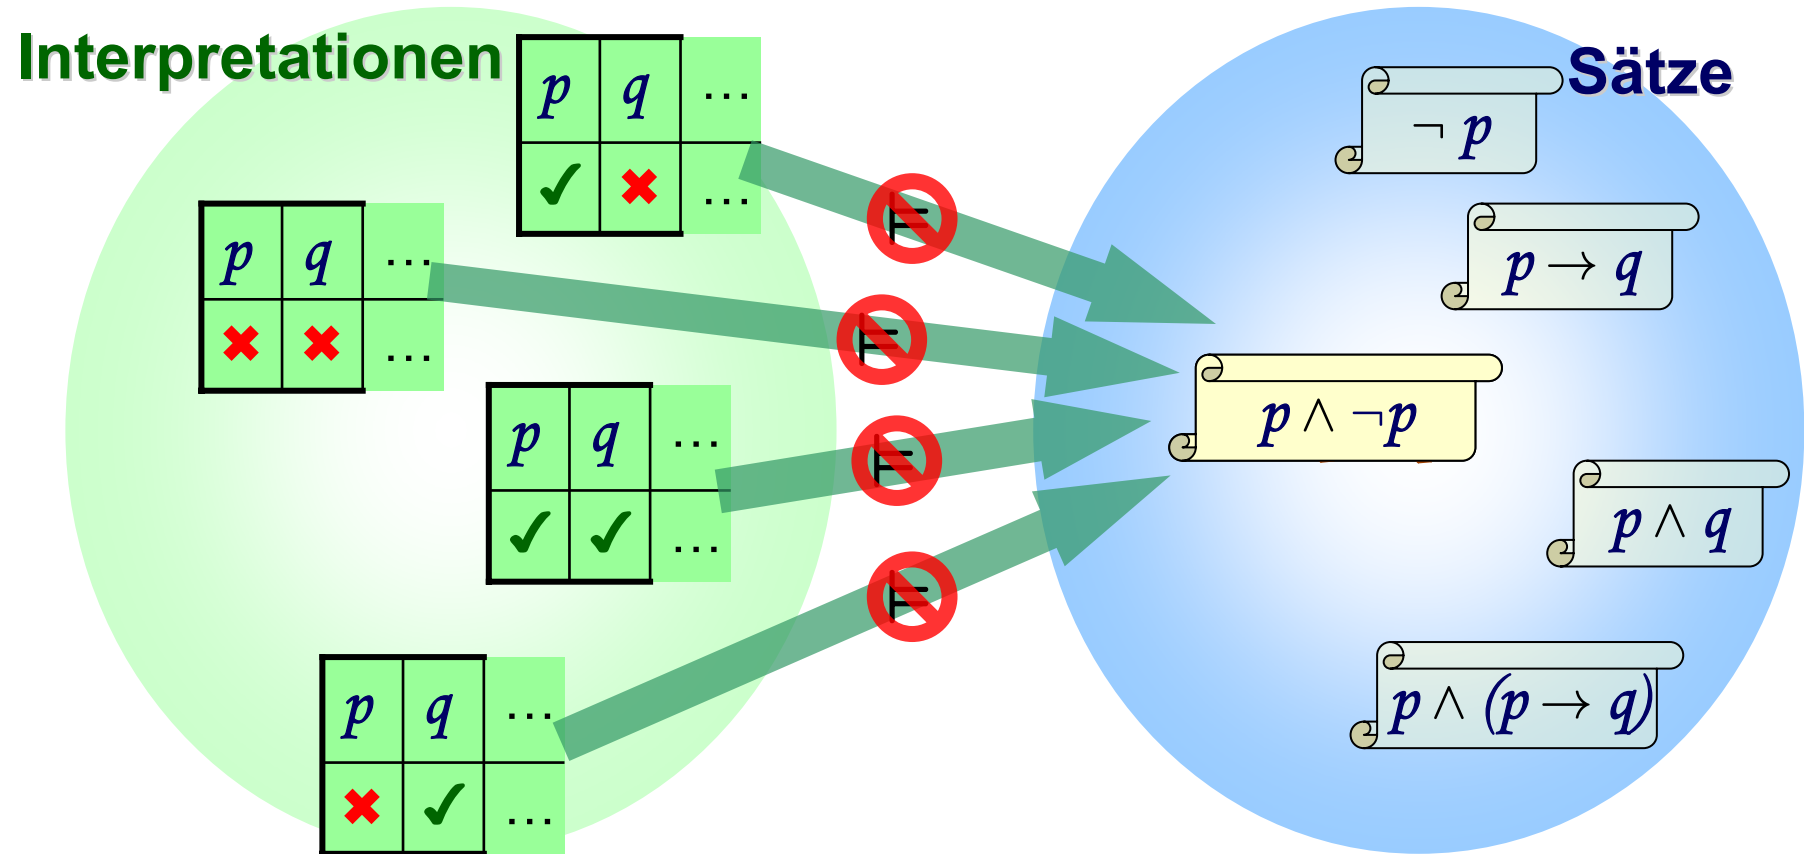 Interpretationen
Sätze
p q ...
✔ ✖ ...
⊨
p q ...
✖ ✖ ...
⊨
p q ...
✔ ✔ ...
⊨
p q ...
✖ ✔ ...
⊨
¬ p
p → q
p ∧ ¬p
p ∧ q
p ∧ (p → q)